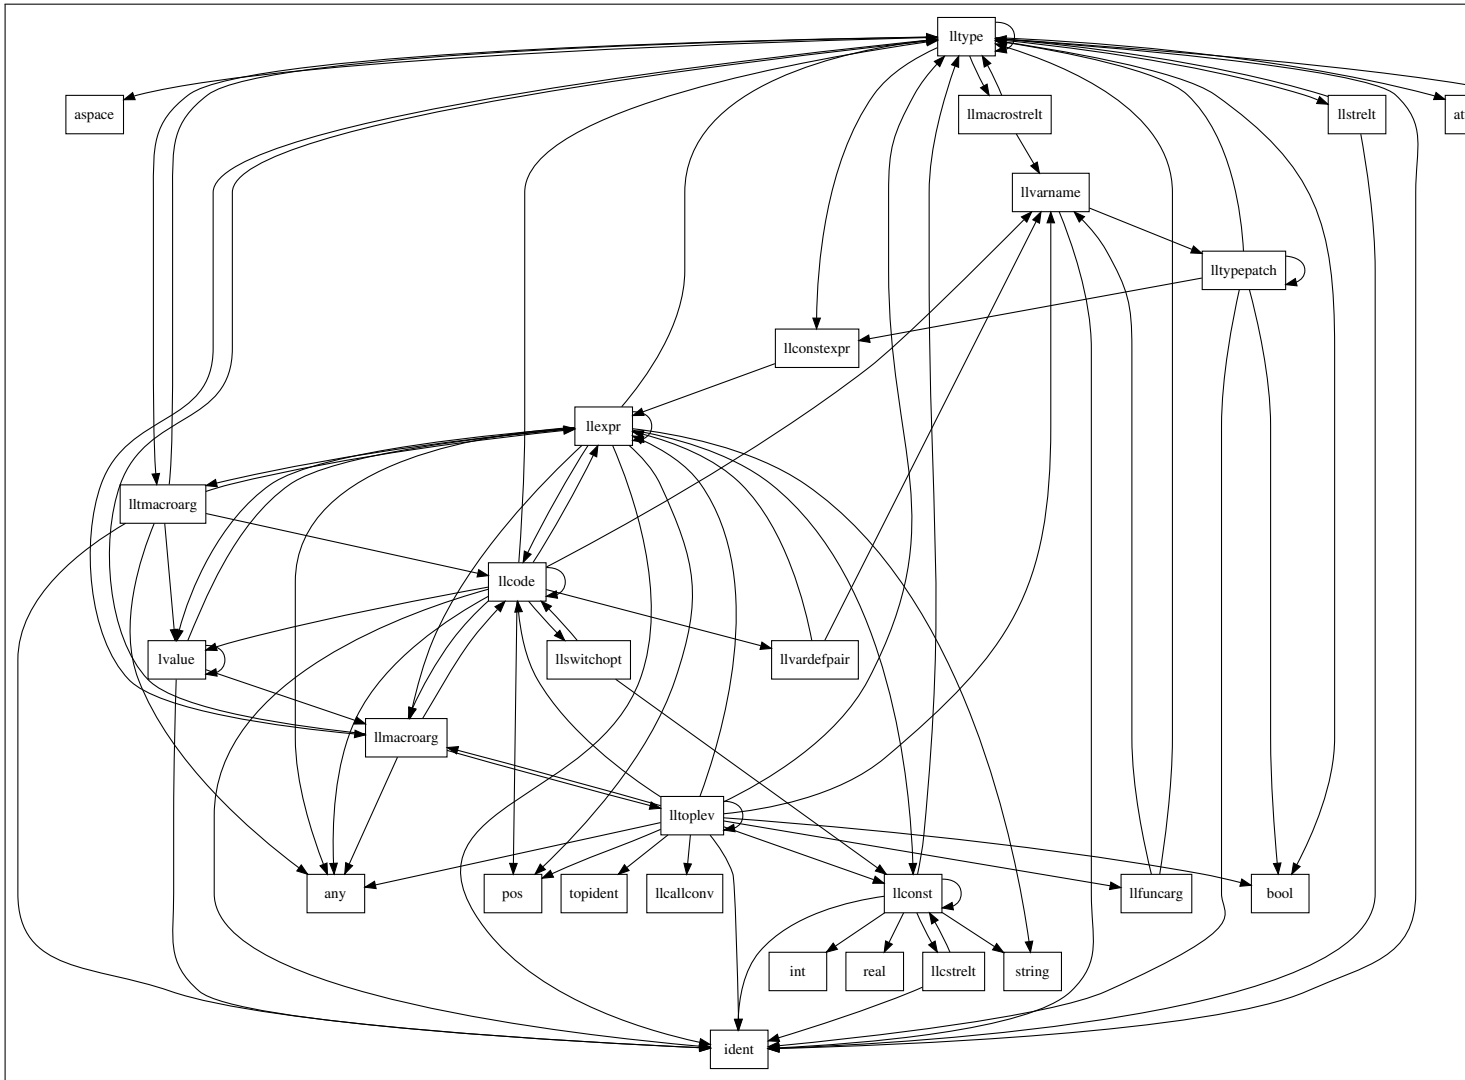 lltype
aspace
llmacrostrelt
llstrelt
at
llvarname
lltypepatch
llconstexpr
llexpr
lltmacroarg
llcode
lvalue
llswitchopt
llvardefpair
llmacroarg
lltoplev
any
pos
topident
llcallconv
llconst
llfuncarg
bool
int
real
llcstrelt
string
ident